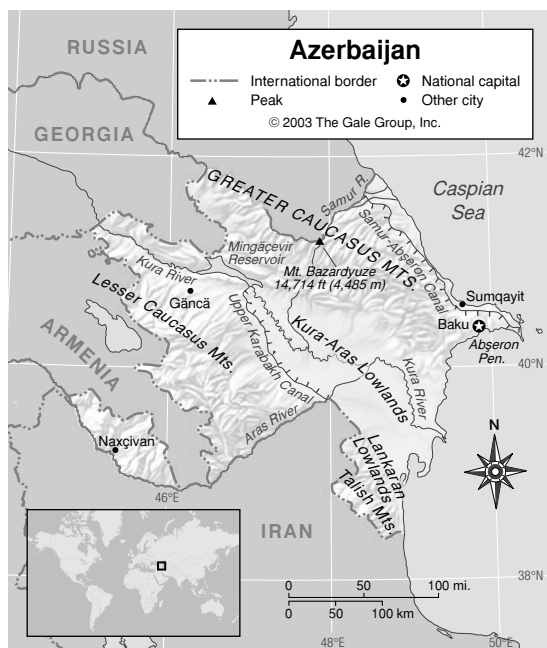 Azerbaijan
International border
National capital
Peak
Other city
© 2003 The Gale Group, Inc.
RUSSIA
GEORGIA
42°N
Caspian
Sea
Samur R.
GREATER CAUCASUS MTS.
Samur-Abşeron Canal
Mingäçevir
Reservoir
Mt. Bazardyuze
14,714 ft (4,485 m)
Kura River
Gäncä
Sumqayit
Baku
Abşeron
Pen.
Lesser Caucasus Mts.
Upper Karabakh Canal
Kura-Aras Lowlands
Kura River
ARMENIA
40°N
Aras River
Naxçivan
46°E
Lankaran
Lowlands
Talish Mts.
N
IRAN
38°N
0 50 100 mi.
0 50 100 km
48°E
50°E